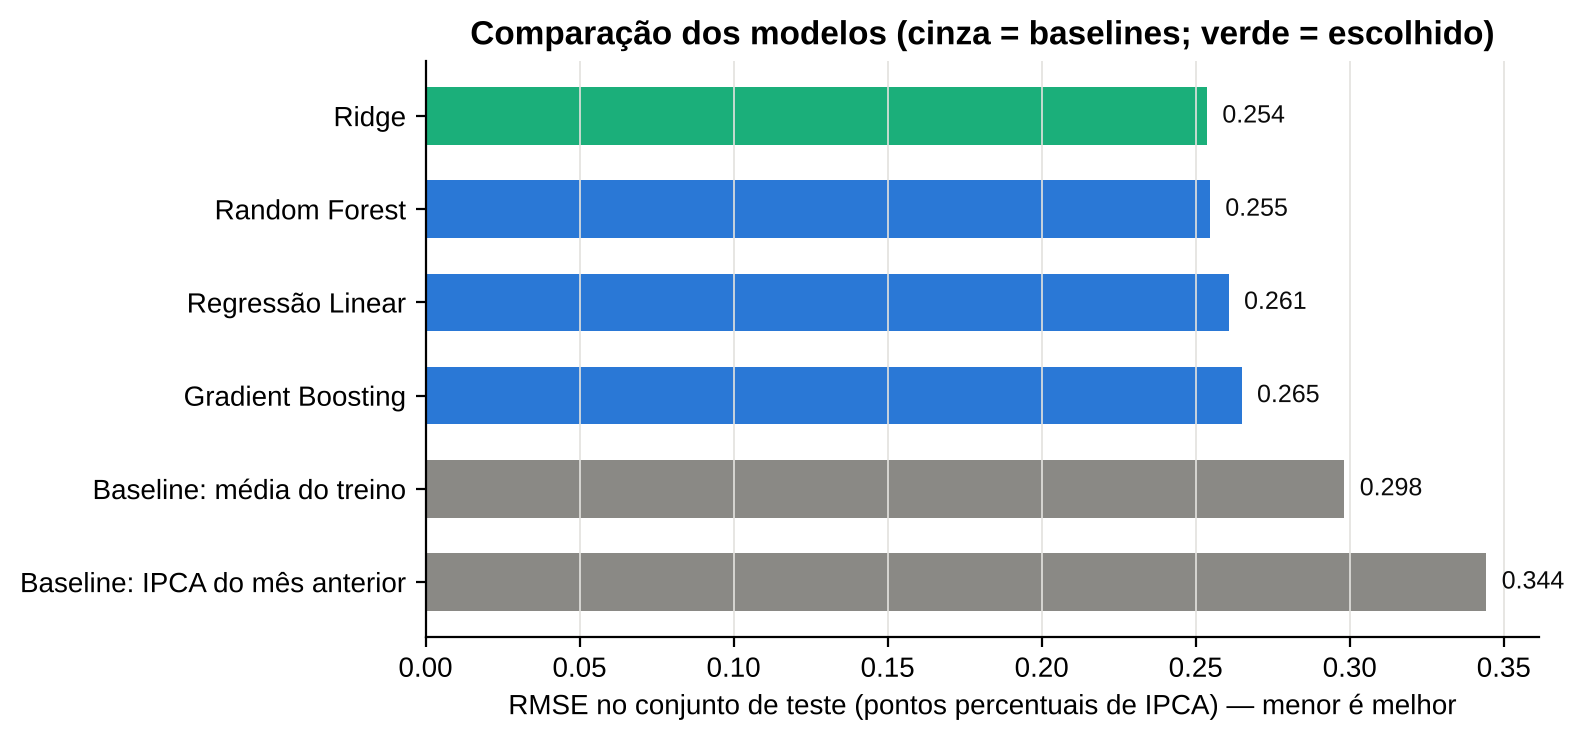 Comparação dos modelos (cinza = baselines; verde = escolhido)
Ridge
0.254
Random Forest
0.255
Regressão Linear
0.261
Gradient Boosting
0.265
Baseline: média do treino
0.298
Baseline: IPCA do mês anterior
0.344
0.00 0.05 0.10 0.15 0.20 0.25 0.30 0.35
RMSE no conjunto de teste (pontos percentuais de IPCA) — menor é melhor